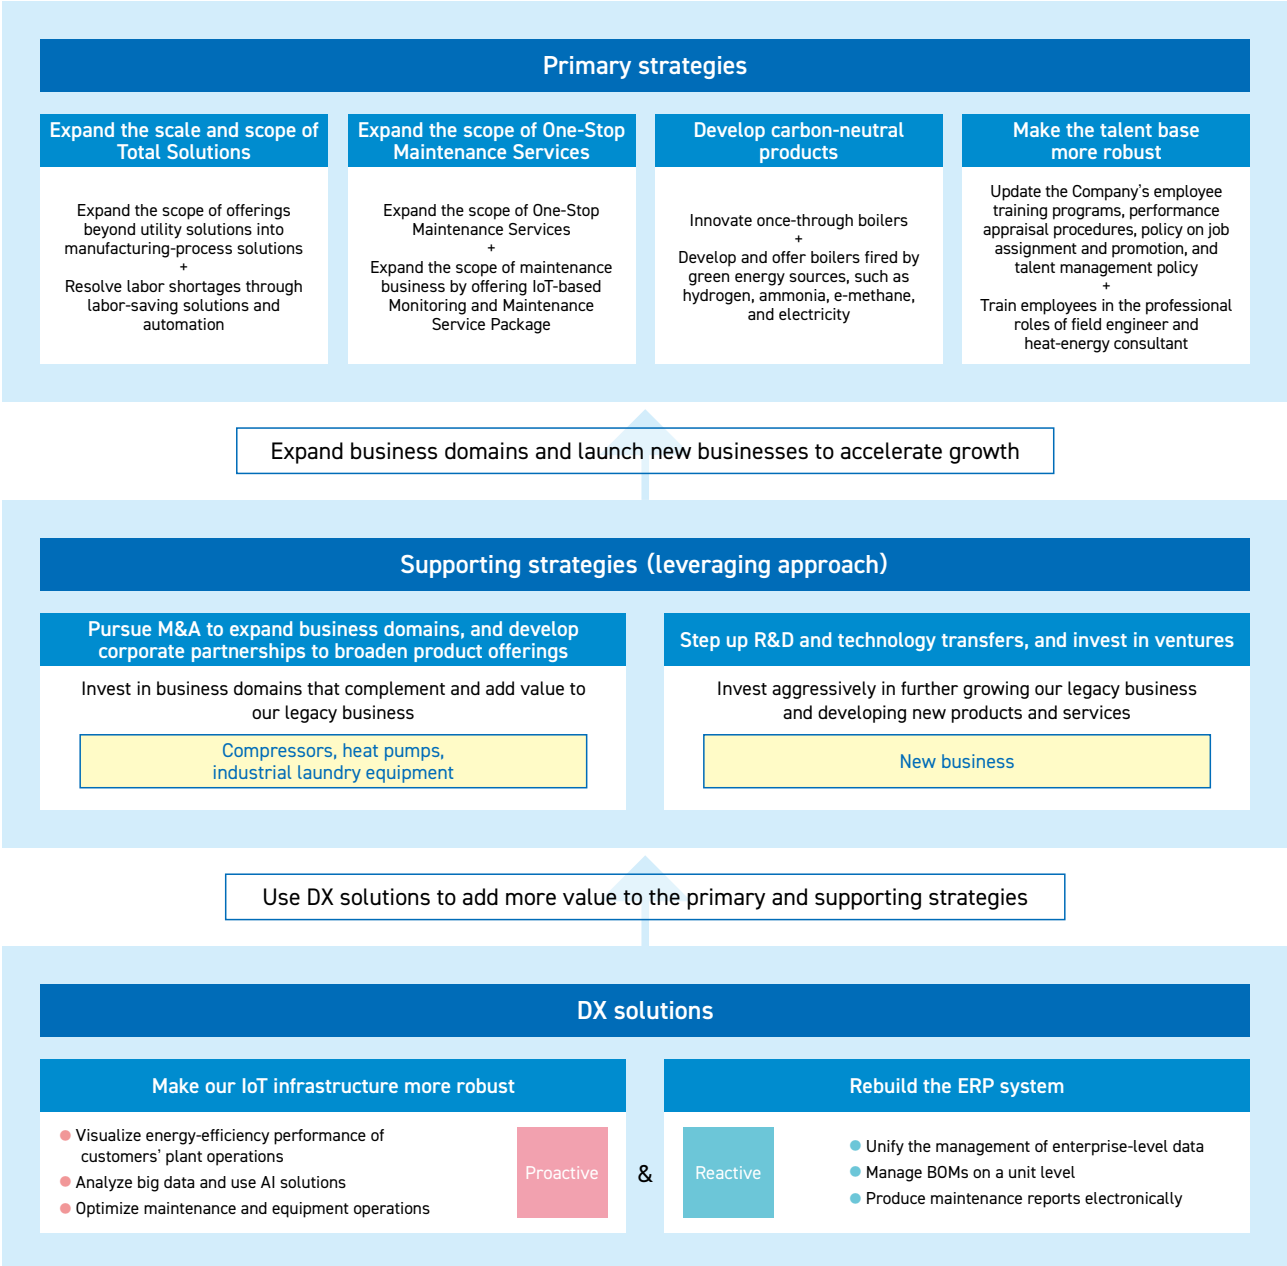 Primary strategies
Expand the scale and scope of
Total Solutions
Expand the scope of offerings
beyond utility solutions into
manufacturing-process solutions
+
Resolve labor shortages through
labor-saving solutions and
automation
Expand the scope of One-Stop
Maintenance Services
Expand the scope of One-Stop
Maintenance Services
+
Expand the scope of maintenance
business by offering IoT-based
Monitoring and Maintenance
Service Package
Develop carbon-neutral
products
Innovate once-through boilers
+
Develop and offer boilers fired by
green energy sources, such as
hydrogen, ammonia, e-methane,
and electricity
Make the talent base
more robust
Update the Company's employee
training programs, performance
appraisal procedures, policy on job
assignment and promotion, and
talent management policy
+
Train employees in the professional
roles of field engineer and
heat-energy consultant
Expand business domains and launch new businesses to accelerate growth
Supporting strategies (leveraging approach)
Pursue M&A to expand business domains, and develop
corporate partnerships to broaden product offerings
Invest in business domains that complement and add value to
our legacy business
Compressors, heat pumps,
industrial laundry equipment
Step up R&D and technology transfers, and invest in ventures
Invest aggressively in further growing our legacy business
and developing new products and services
New business
Use DX solutions to add more value to the primary and supporting strategies
DX solutions
Make our IoT infrastructure more robust
● Visualize energy-efficiency performance of
customers' plant operations
● Analyze big data and use AI solutions
● Optimize maintenance and equipment operations
Proactive
&
Rebuild the ERP system
Reactive
● Unify the management of enterprise-level data
● Manage BOMs on a unit level
● Produce maintenance reports electronically